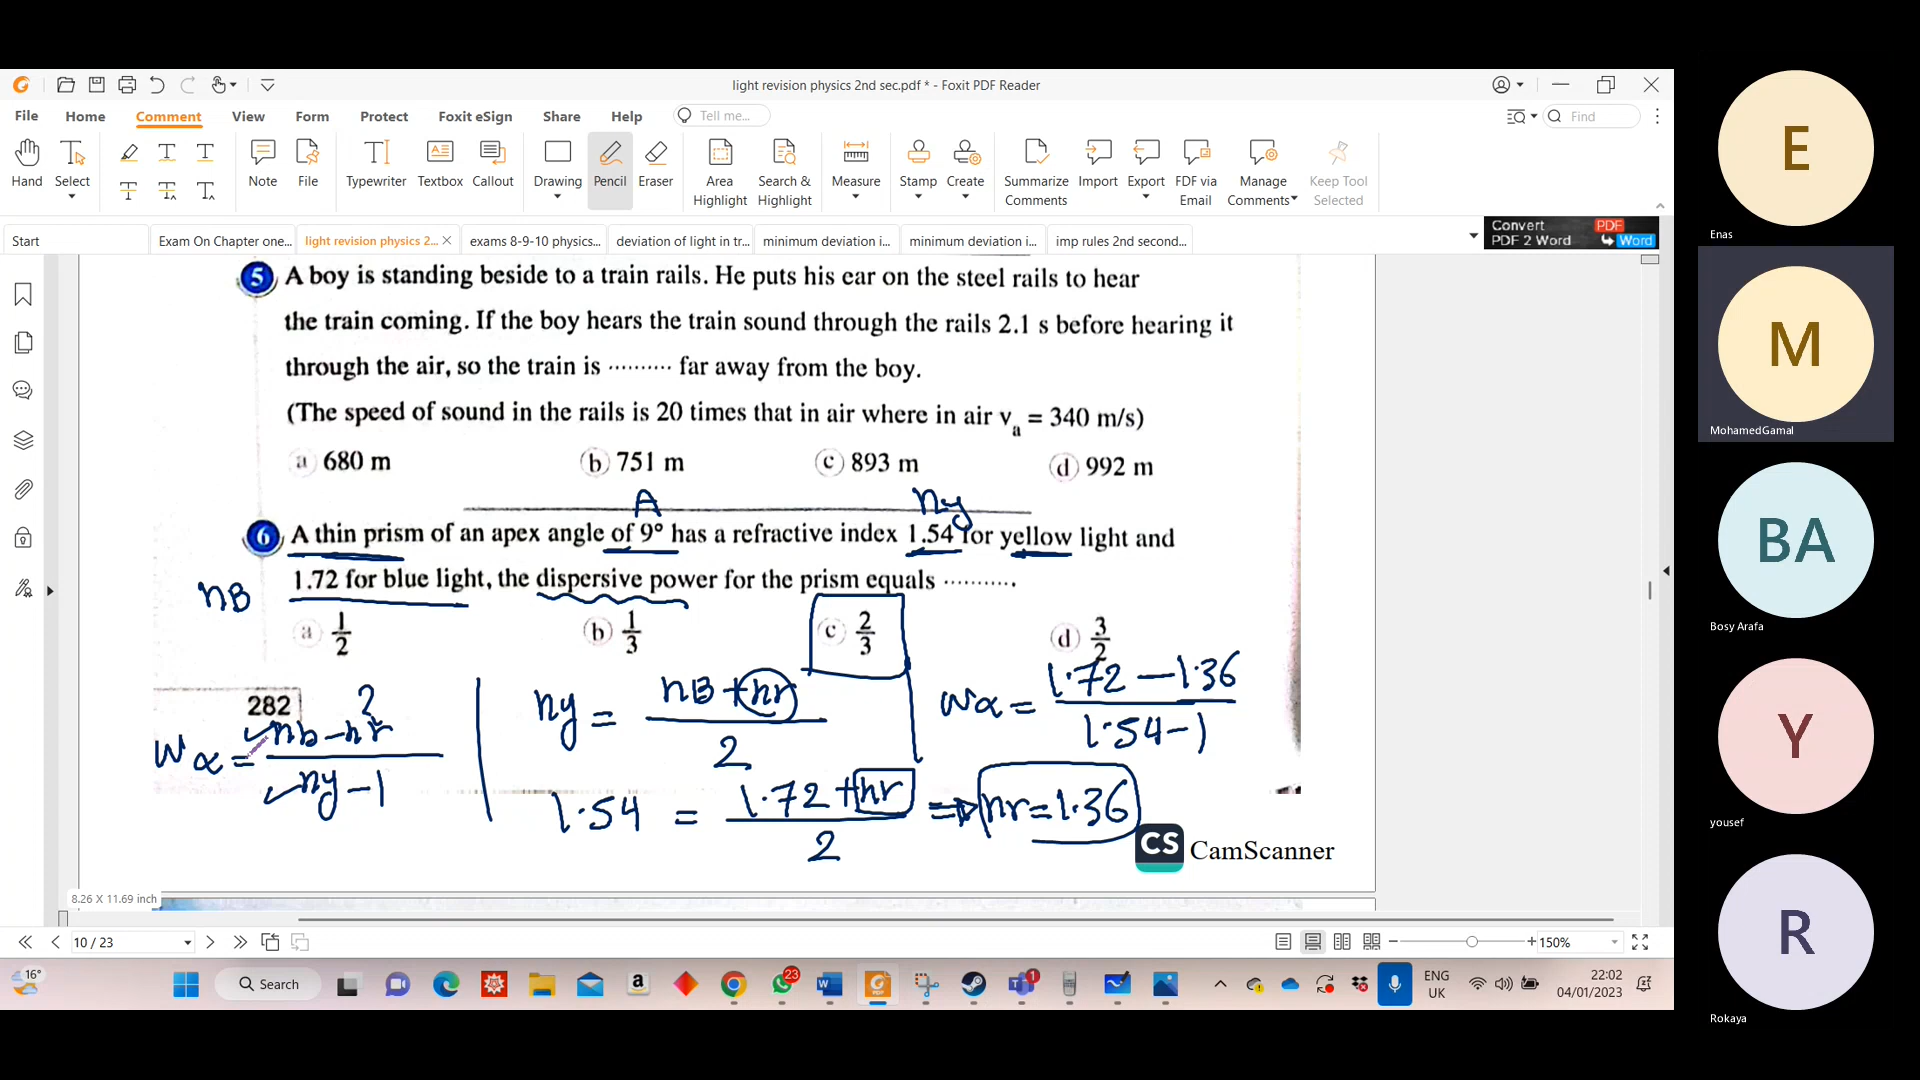 light revision physics 2nd sec.pdf * - Foxit PDF Reader
File Home Comment View Form Protect Foxit eSign Share Help Tell me... Find
Hand Select Note File Typewriter Textbox Callout Drawing Pencil Eraser Area Highlight Search & Highlight Measure Stamp Create Summarize Comments Import Export FDF via Email Manage Comments Keep Tool Selected
Start Exam On Chapter one... light revision physics 2... exams 8-9-10 physics... deviation of light in tr... minimum deviation i... minimum deviation i... imp rules 2nd second...
Convert PDF 2 Word PDF Word
5 A boy is standing beside to a train rails. He puts his ear on the steel rails to hear
the train coming. If the boy hears the train sound through the rails 2.1 s before hearing it
through the air, so the train is ·········· far away from the boy.
(The speed of sound in the rails is 20 times that in air where in air va = 340 m/s)
a 680 m b 751 m c 893 m d 992 m
A ny
6 A thin prism of an apex angle of 9° has a refractive index 1.54 for yellow light and
nB 1.72 for blue light, the dispersive power for the prism equals ··········.
a 1/2 b 1/3 c 2/3 d 3/2
282
?
wα = nb - nr / ny - 1
ny = nB + nr / 2
wα = 1.72 - 1.36 / 1.54 - 1
1.54 = 1.72 + nr / 2 ⇒ nr = 1.36
CS CamScanner
8.26 X 11.69 inch
10 / 23
150%
16°
Search
23
1
ENG
UK
22:02
04/01/2023
E
Enas
M
MohamedGamal
BA
Bosy Arafa
Y
yousef
R
Rokaya